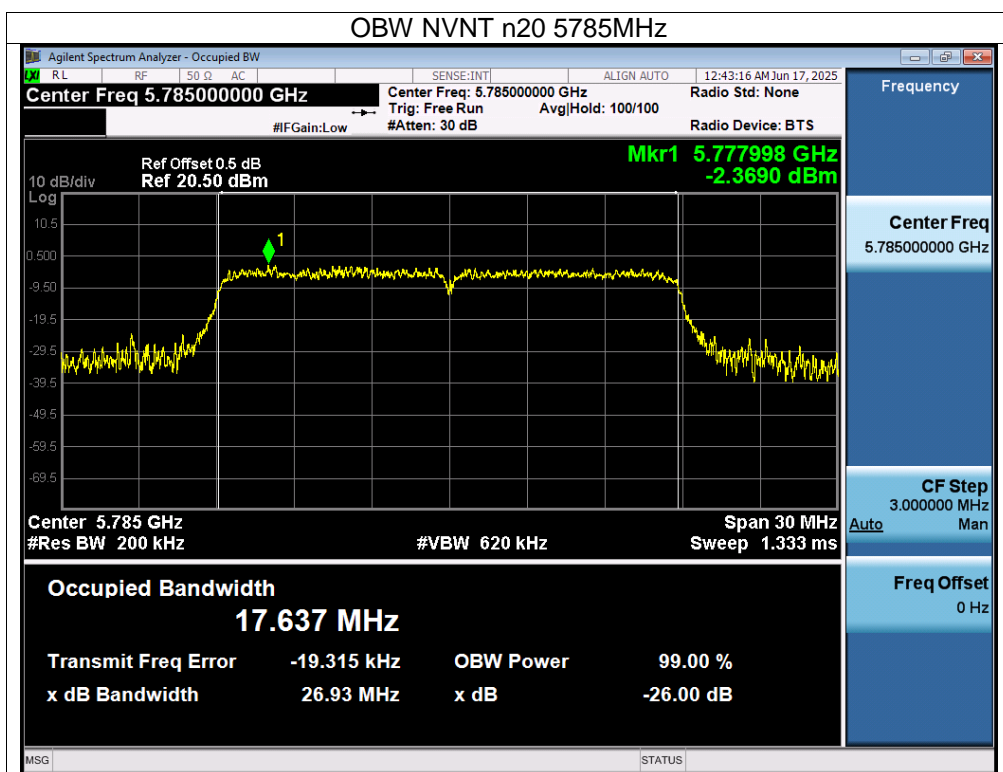 OBW NVNT n20 5785MHz
Agilent Spectrum Analyzer - Occupied BW
LXI RL RF 50 Ω AC SENSE:INT ALIGN AUTO 12:43:16 AM Jun 17, 2025
Center Freq 5.785000000 GHz
Center Freq: 5.785000000 GHz
Radio Std: None
Trig: Free Run Avg|Hold: 100/100
#IFGain:Low #Atten: 30 dB Radio Device: BTS
Mkr1 5.777998 GHz
-2.3690 dBm
Ref Offset 0.5 dB
10 dB/div Ref 20.50 dBm
Log
10.5
1
0.500
-9.50
-19.5
-29.5
-39.5
-49.5
-59.5
-69.5
Center 5.785 GHz Span 30 MHz
#Res BW 200 kHz #VBW 620 kHz Sweep 1.333 ms
Occupied Bandwidth
17.637 MHz
Transmit Freq Error -19.315 kHz OBW Power 99.00 %
x dB Bandwidth 26.93 MHz x dB -26.00 dB
MSG STATUS
Frequency
Center Freq
5.785000000 GHz
CF Step
3.000000 MHz
Auto Man
Freq Offset
0 Hz